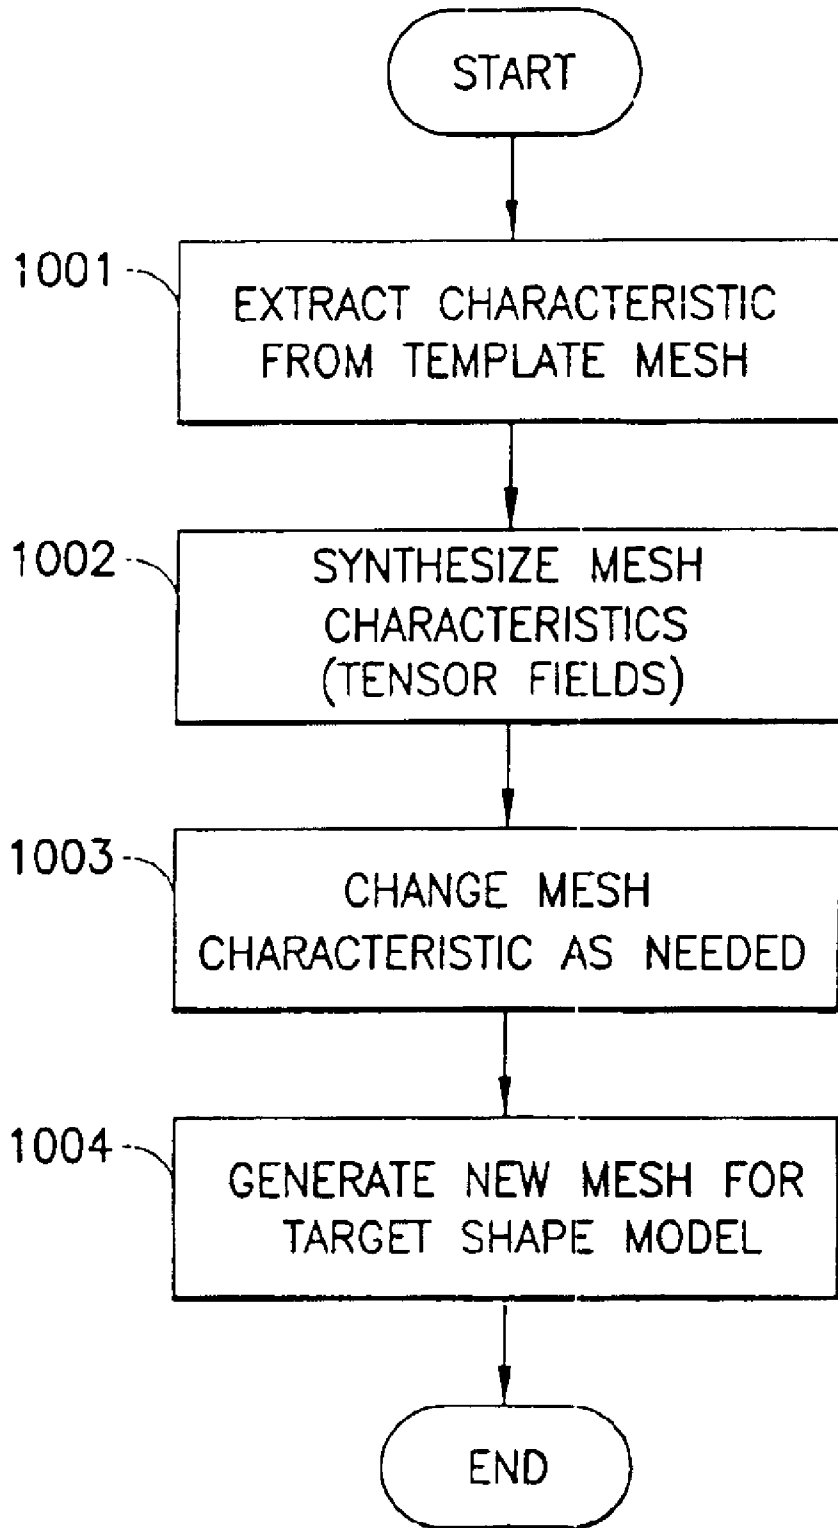 START
1001
EXTRACT CHARACTERISTIC
FROM TEMPLATE MESH
1002
SYNTHESIZE MESH
CHARACTERISTICS
(TENSOR FIELDS)
1003
CHANGE MESH
CHARACTERISTIC AS NEEDED
1004
GENERATE NEW MESH FOR
TARGET SHAPE MODEL
END